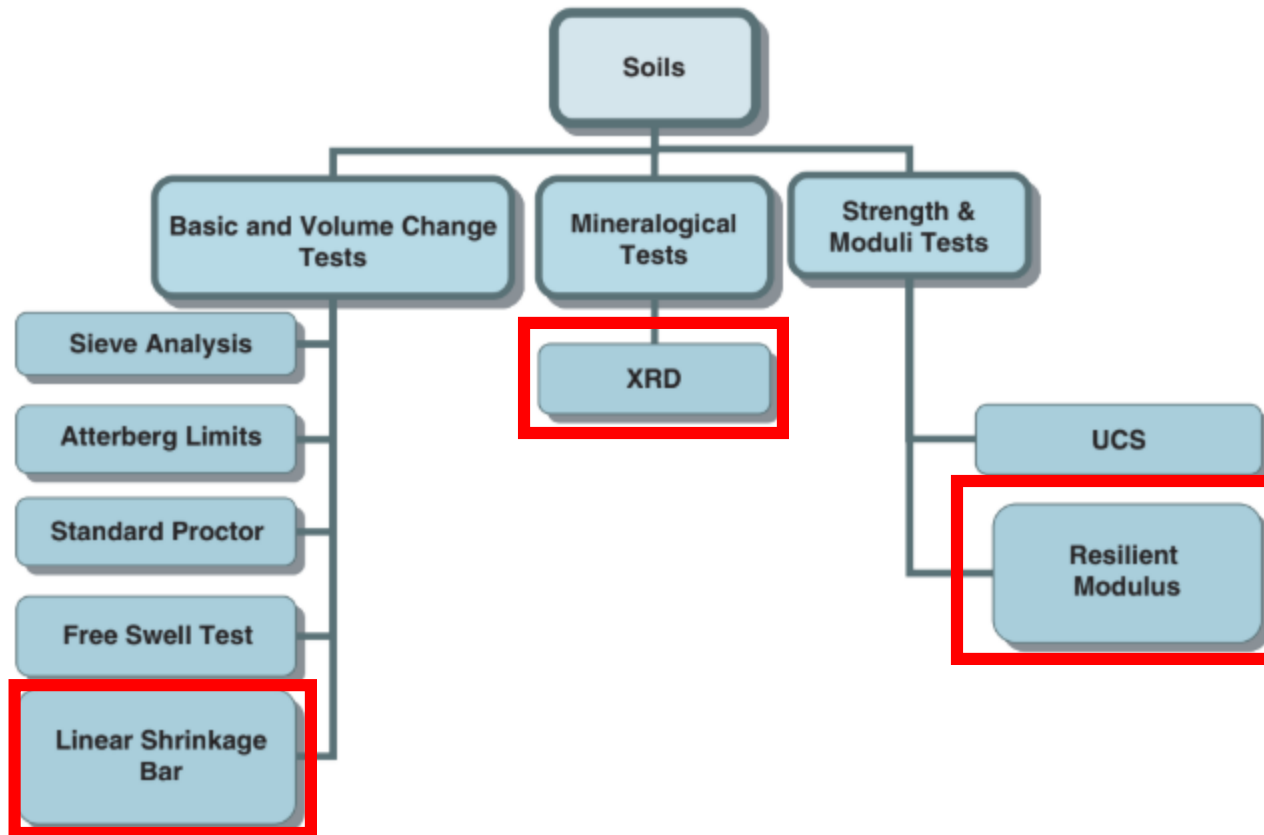 Soils
Basic and Volume Change
Tests
Mineralogical
Tests
Strength &
Moduli Tests
Sieve Analysis
Atterberg Limits
Standard Proctor
Free Swell Test
Linear Shrinkage
Bar
XRD
UCS
Resilient
Modulus